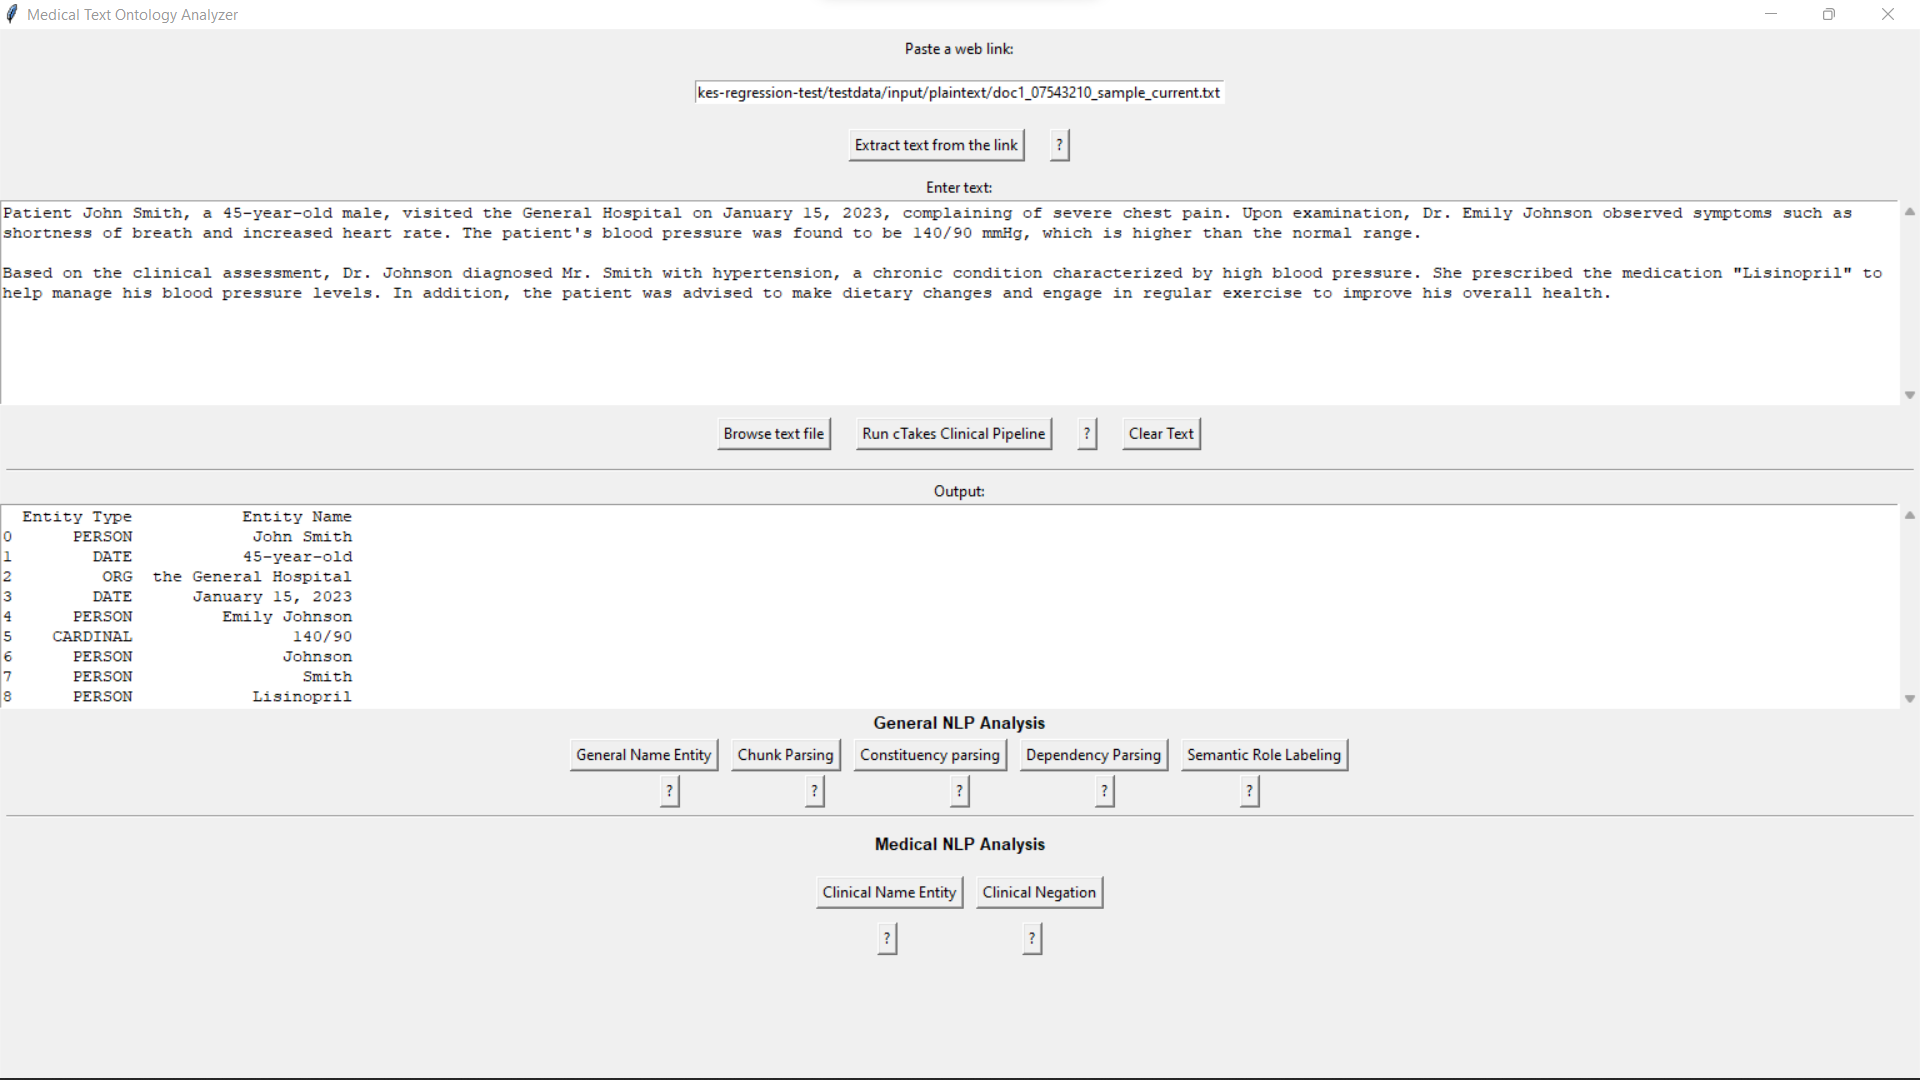 Medical Text Ontology Analyzer
Paste a web link:
kes-regression-test/testdata/input/plaintext/doc1_07543210_sample_current.txt
Extract text from the link ?
Enter text:
Patient John Smith, a 45-year-old male, visited the General Hospital on January 15, 2023, complaining of severe chest pain. Upon examination, Dr. Emily Johnson observed symptoms such as
shortness of breath and increased heart rate. The patient's blood pressure was found to be 140/90 mmHg, which is higher than the normal range.
Based on the clinical assessment, Dr. Johnson diagnosed Mr. Smith with hypertension, a chronic condition characterized by high blood pressure. She prescribed the medication "Lisinopril" to
help manage his blood pressure levels. In addition, the patient was advised to make dietary changes and engage in regular exercise to improve his overall health.
Browse text file Run cTakes Clinical Pipeline ? Clear Text
Output:
Entity Type Entity Name
0 PERSON John Smith
1 DATE 45-year-old
2 ORG the General Hospital
3 DATE January 15, 2023
4 PERSON Emily Johnson
5 CARDINAL 140/90
6 PERSON Johnson
7 PERSON Smith
8 PERSON Lisinopril
General NLP Analysis
General Name Entity Chunk Parsing Constituency parsing Dependency Parsing Semantic Role Labeling
? ? ? ? ?
Medical NLP Analysis
Clinical Name Entity Clinical Negation
? ?